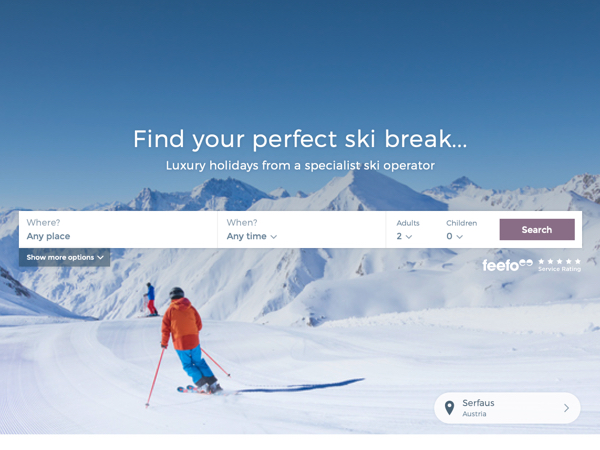 Find your perfect ski break...
Luxury holidays from a specialist ski operator
Where?
Any place
When?
Any time
Adults
2
Children
0
Search
Show more options
feefo
Service Rating
Serfaus
Austria